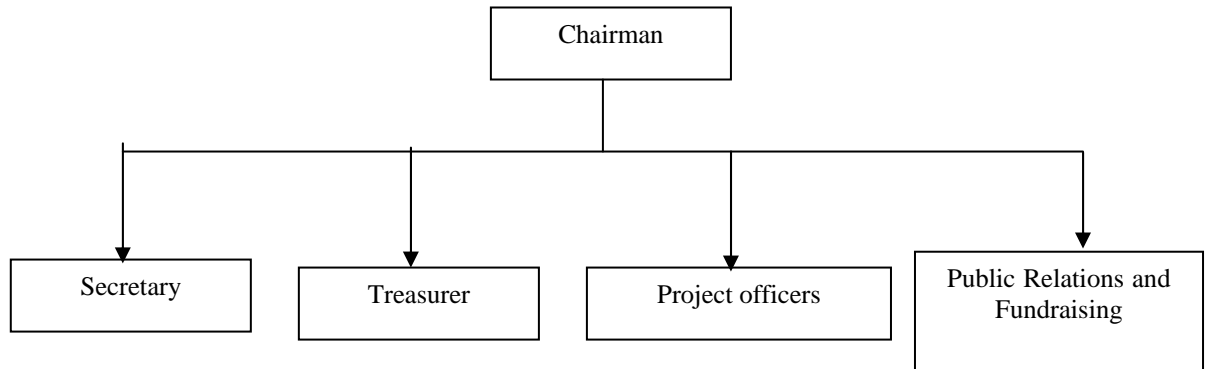 Chairman
Secretary
Treasurer
Project officers
Public Relations and
Fundraising